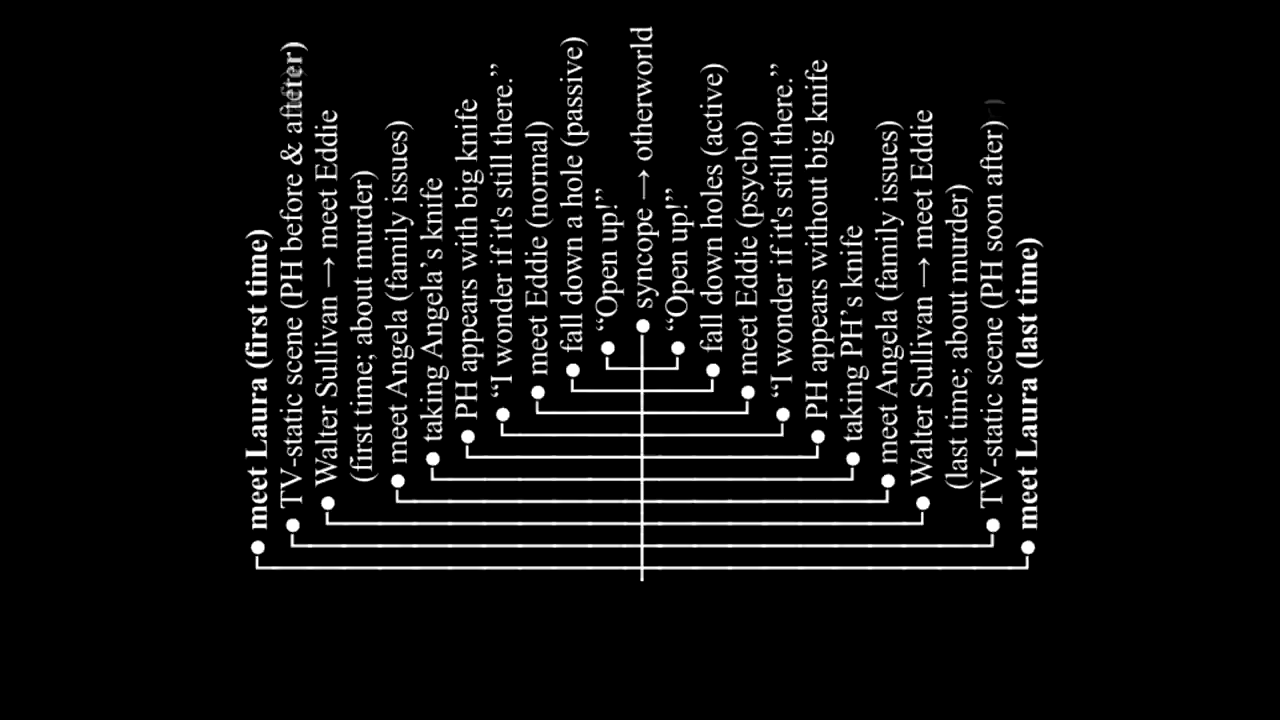 meet Laura (first time)
TV-static scene (PH before & after)
Walter Sullivan → meet Eddie
(first time; about murder)
meet Angela (family issues)
taking Angela's knife
PH appears with big knife
“I wonder if it's still there.”
meet Eddie (normal)
fall down a hole (passive)
“Open up!”
syncope → otherworld
“Open up!”
fall down holes (active)
meet Eddie (psycho)
“I wonder if it's still there.”
PH appears without big knife
taking PH's knife
meet Angela (family issues)
Walter Sullivan → meet Eddie
(last time; about murder)
TV-static scene (PH soon after)
meet Laura (last time)